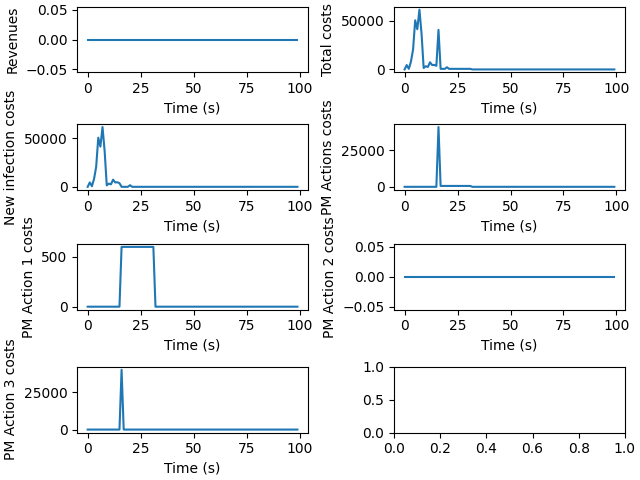 Revenues
0.05
0.00
−0.05
0 25 50 75 100
Time (s)
Total costs
50000
0
0 25 50 75 100
Time (s)
New infection costs
50000
0
0 25 50 75 100
Time (s)
PM Actions costs
25000
0
0 25 50 75 100
Time (s)
PM Action 1 costs
500
0
0 25 50 75 100
Time (s)
PM Action 2 costs
0.05
0.00
−0.05
0 25 50 75 100
Time (s)
PM Action 3 costs
25000
0
0 25 50 75 100
Time (s)
1.0
0.5
0.0
0.0 0.2 0.4 0.6 0.8 1.0